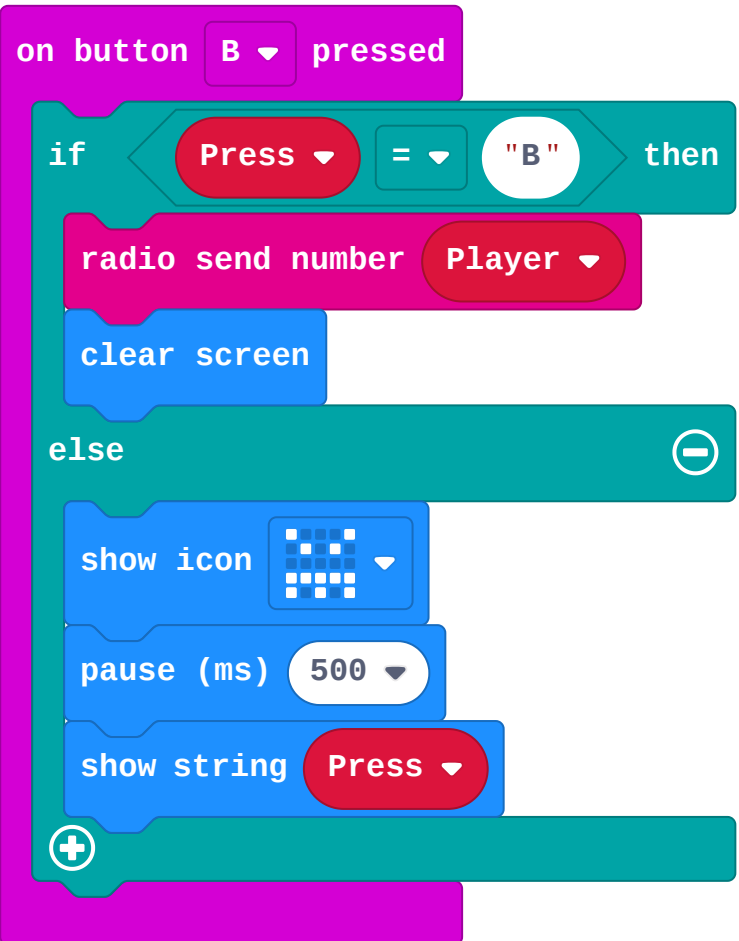 on button B pressed
if Press = "B" then
radio send number Player
clear screen
else
show icon
pause (ms) 500
show string Press